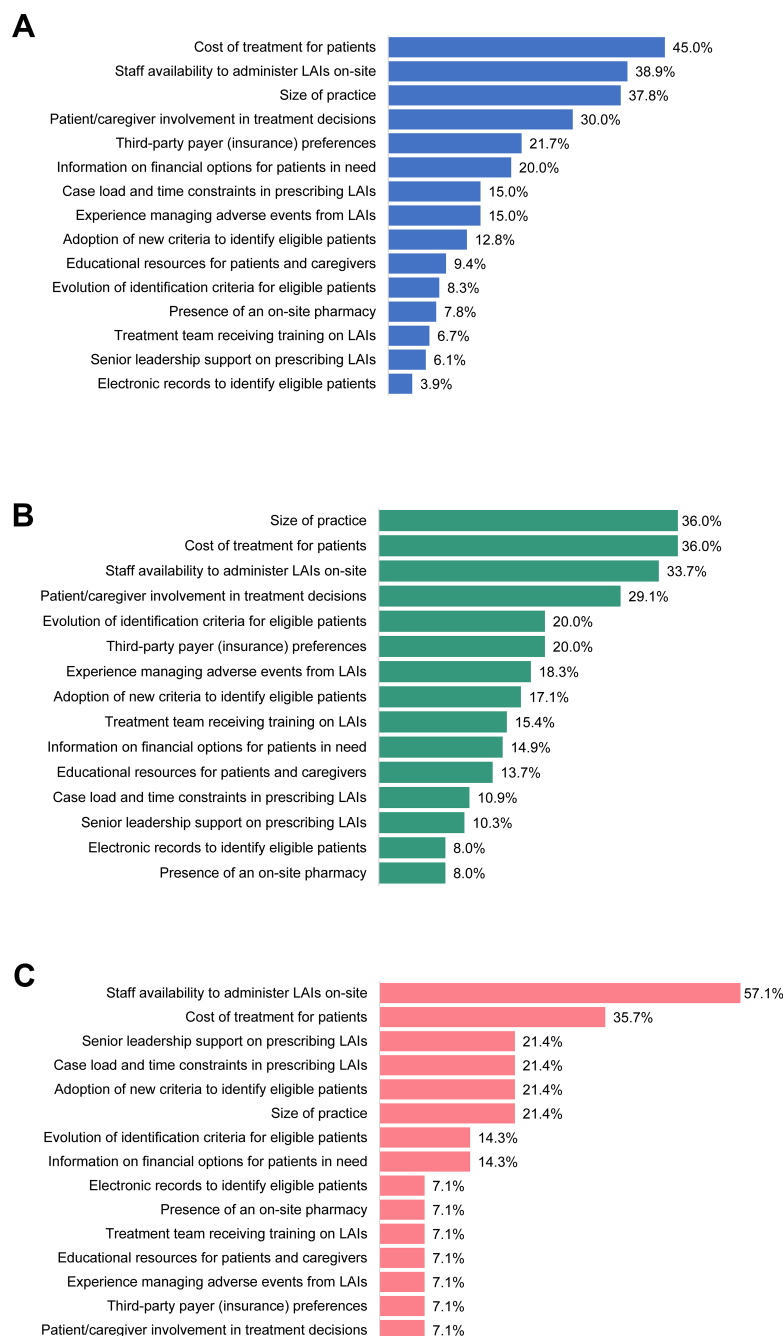 A
Cost of treatment for patients 45.0%
Staff availability to administer LAIs on-site 38.9%
Size of practice 37.8%
Patient/caregiver involvement in treatment decisions 30.0%
Third-party payer (insurance) preferences 21.7%
Information on financial options for patients in need 20.0%
Case load and time constraints in prescribing LAIs 15.0%
Experience managing adverse events from LAIs 15.0%
Adoption of new criteria to identify eligible patients 12.8%
Educational resources for patients and caregivers 9.4%
Evolution of identification criteria for eligible patients 8.3%
Presence of an on-site pharmacy 7.8%
Treatment team receiving training on LAIs 6.7%
Senior leadership support on prescribing LAIs 6.1%
Electronic records to identify eligible patients 3.9%
B
Size of practice 36.0%
Cost of treatment for patients 36.0%
Staff availability to administer LAIs on-site 33.7%
Patient/caregiver involvement in treatment decisions 29.1%
Evolution of identification criteria for eligible patients 20.0%
Third-party payer (insurance) preferences 20.0%
Experience managing adverse events from LAIs 18.3%
Adoption of new criteria to identify eligible patients 17.1%
Treatment team receiving training on LAIs 15.4%
Information on financial options for patients in need 14.9%
Educational resources for patients and caregivers 13.7%
Case load and time constraints in prescribing LAIs 10.9%
Senior leadership support on prescribing LAIs 10.3%
Electronic records to identify eligible patients 8.0%
Presence of an on-site pharmacy 8.0%
C
Staff availability to administer LAIs on-site 57.1%
Cost of treatment for patients 35.7%
Senior leadership support on prescribing LAIs 21.4%
Case load and time constraints in prescribing LAIs 21.4%
Adoption of new criteria to identify eligible patients 21.4%
Size of practice 21.4%
Evolution of identification criteria for eligible patients 14.3%
Information on financial options for patients in need 14.3%
Electronic records to identify eligible patients 7.1%
Presence of an on-site pharmacy 7.1%
Treatment team receiving training on LAIs 7.1%
Educational resources for patients and caregivers 7.1%
Experience managing adverse events from LAIs 7.1%
Third-party payer (insurance) preferences 7.1%
Patient/caregiver involvement in treatment decisions 7.1%